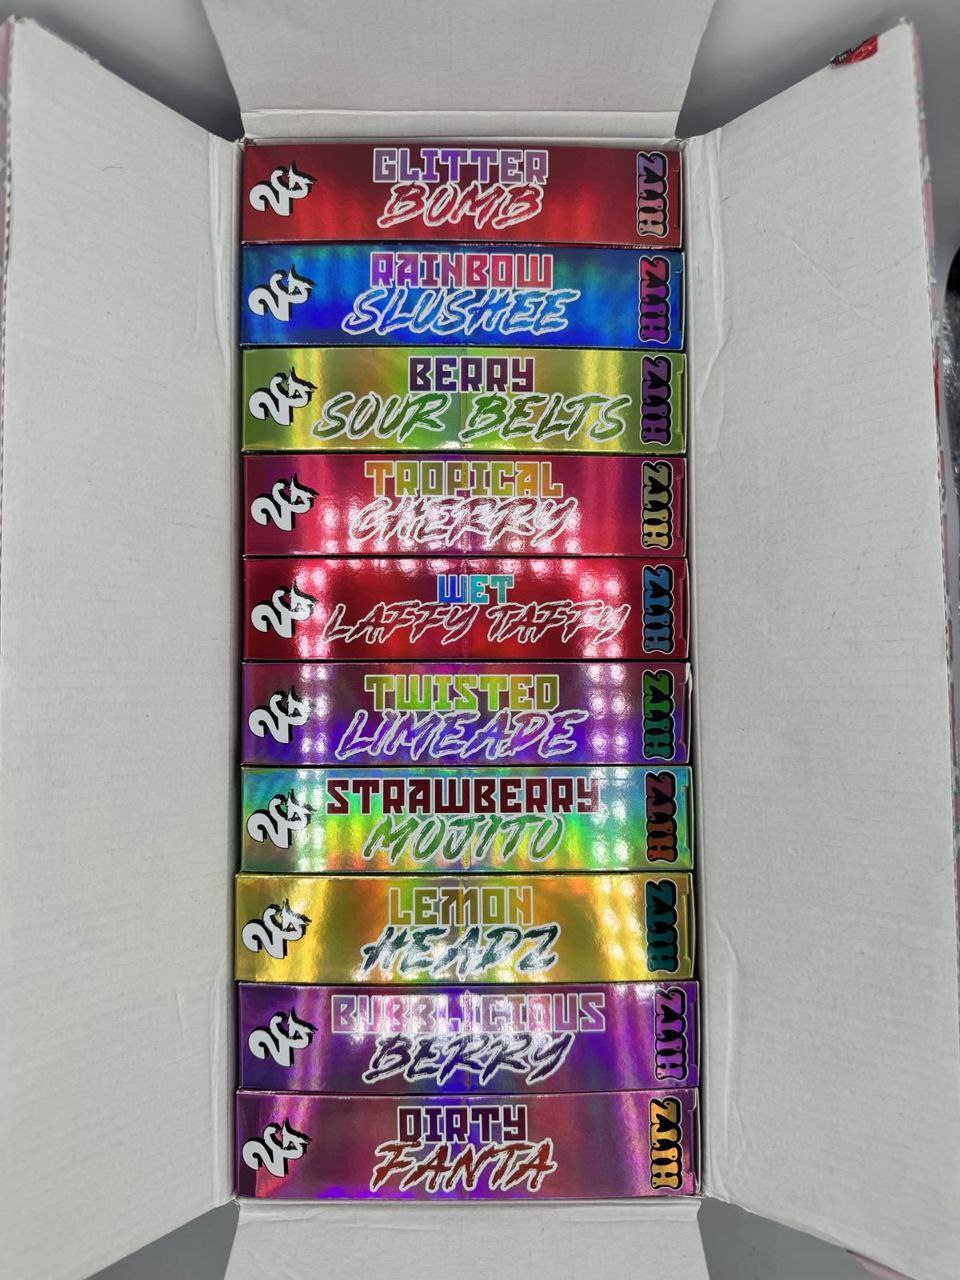 2G
GLITTER
BOMB
HITZ
2G
RAINBOW
SLUSHEE
HITZ
2G
BERRY
SOUR BELTS
HITZ
2G
TROPICAL
CHERRY
HITZ
2G
WET
LAFFY TAFFY
HITZ
2G
TWISTED
LIMEADE
HITZ
2G
STRAWBERRY
MOJITO
HITZ
2G
LEMON
HEADZ
HITZ
2G
BUBBLICIOUS
BERRY
HITZ
2G
DIRTY
FANTA
HITZ